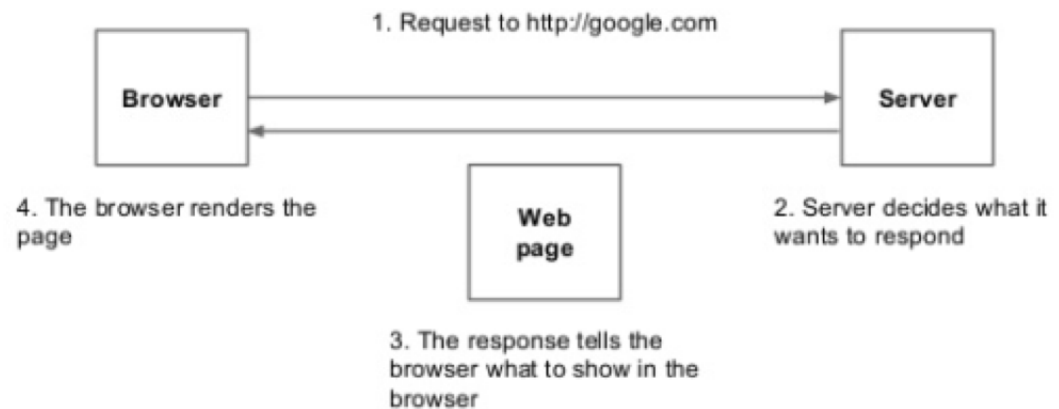 1. Request to http://google.com
Browser
Server
4. The browser renders the
page
Web
page
2. Server decides what it
wants to respond
3. The response tells the
browser what to show in the
browser